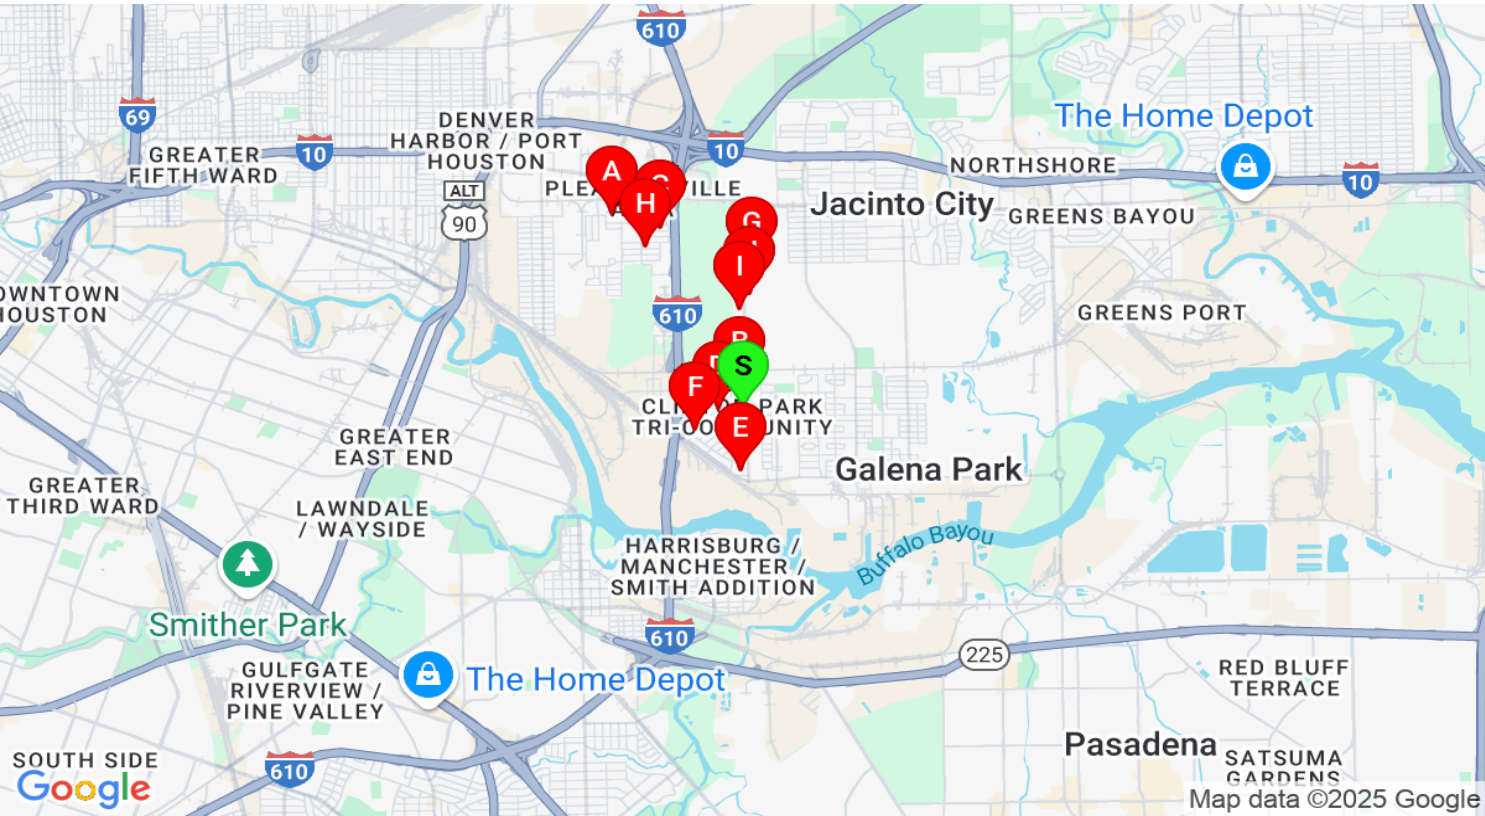 610
69
10
DENVER
HARBOR / PORT
HOUSTON
GREATER
FIFTH WARD
ALT
90
10
The Home Depot
NORTHSHORE
10
A
H
G
I
Jacinto City
GREENS BAYOU
HOUSTON
610
GREENS PORT
S
F
E
PARK
Galena Park
GREATER
EAST END
GREATER
THIRD WARD
LAWNDALE
/ WAYSIDE
HARRISBURG /
MANCHESTER /
SMITH ADDITION
Buffalo Bayou
Smither Park
610
225
GULFGATE
RIVERVIEW /
PINE VALLEY
The Home Depot
RED BLUFF
TERRACE
SOUTH SIDE
610
Pasadena
SATSUMA
GARDENS
Google
Map data ©2025 Google